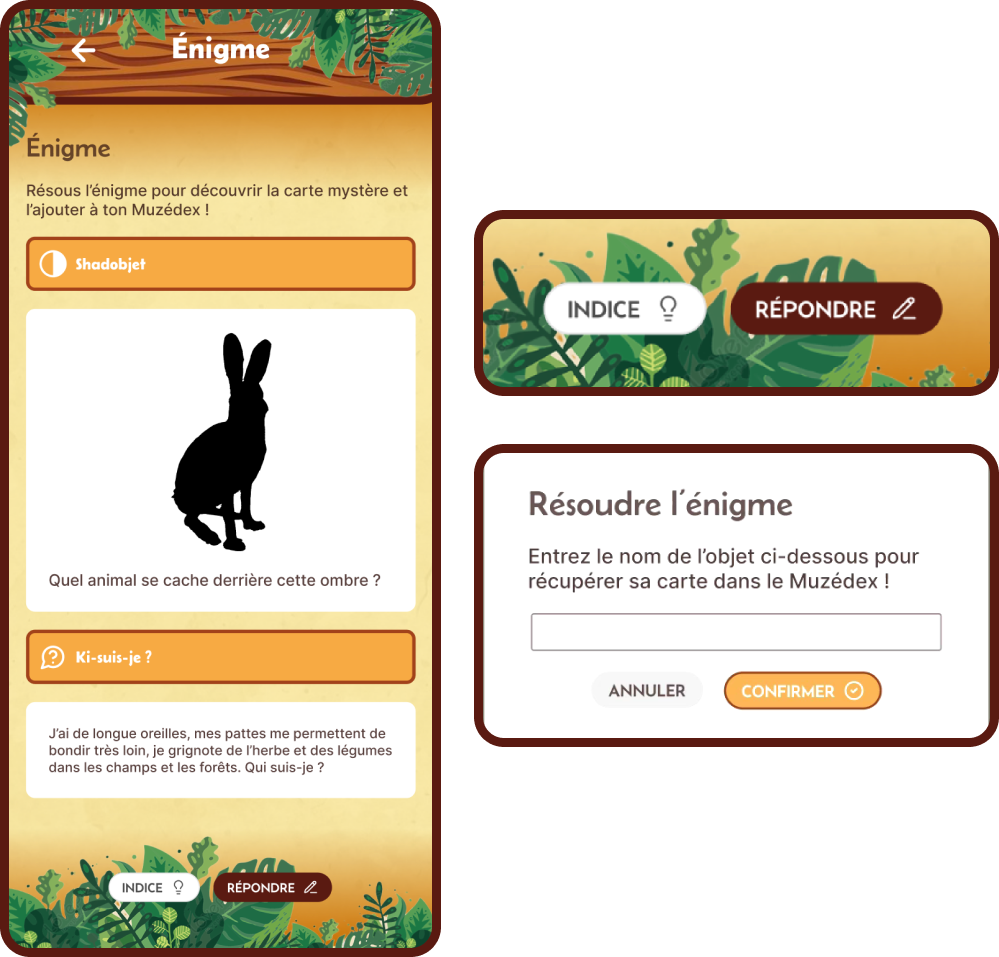 Énigme
Énigme
Résous l'énigme pour découvrir la carte mystère et
l'ajouter à ton Muzédex !
Shadobjet
Quel animal se cache derrière cette ombre ?
Ki-suis-je ?
J'ai de longue oreilles, mes pattes me permettent de
bondir très loin, je grignote de l'herbe et des légumes
dans les champs et les forêts. Qui suis-je ?
INDICE
RÉPONDRE
INDICE
RÉPONDRE
Résoudre l´énigme
Entrez le nom de l'objet ci-dessous pour
récupérer sa carte dans le Muzédex !
ANNULER
CONFIRMER